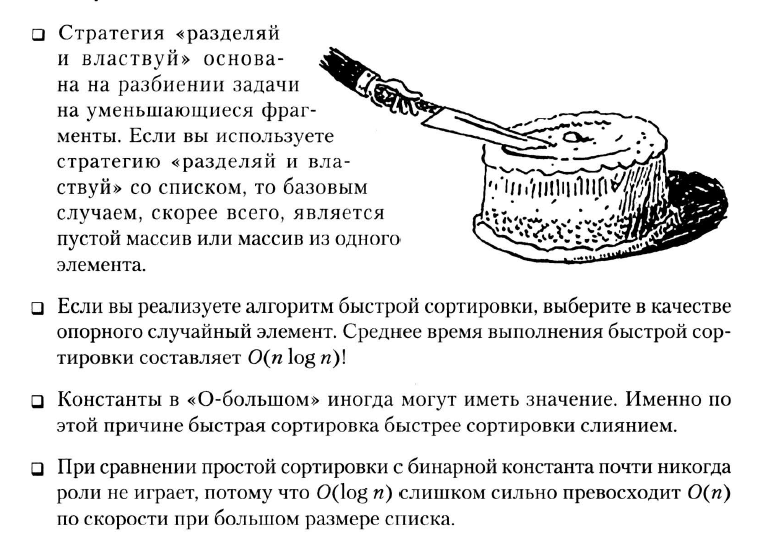 ❑ Стратегия «разделяй
и властвуй» основа-
на на разбиении задачи
на уменьшающиеся фраг-
менты. Если вы используете
стратегию «разделяй и вла-
ствуй» со списком, то базовым
случаем, скорее всего, является
пустой массив или массив из одного
элемента.
❑ Если вы реализуете алгоритм быстрой сортировки, выберите в качестве
опорного случайный элемент. Среднее время выполнения быстрой сор-
тировки составляет O(n log n)!
❑ Константы в «О-большом» иногда могут иметь значение. Именно по
этой причине быстрая сортировка быстрее сортировки слиянием.
❑ При сравнении простой сортировки с бинарной константа почти никогда
роли не играет, потому что O(log n) слишком сильно превосходит O(n)
по скорости при большом размере списка.